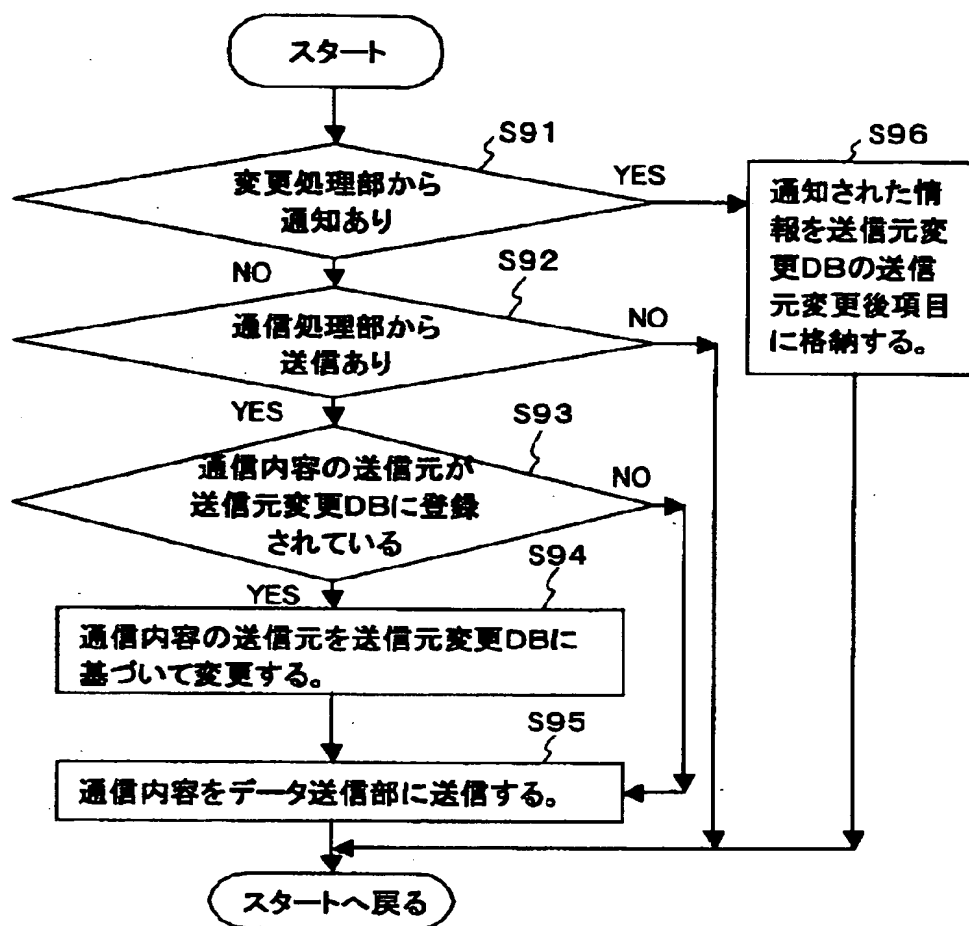 スタート
S91
変更処理部から
通知あり
YES
S96
通知された情
報を送信元変
更DBの送信
元変更後項目
に格納する。
NO
S92
通信処理部から
送信あり
NO
YES
S93
通信内容の送信元が
送信元変更DBに登録
されている
NO
YES
S94
通信内容の送信元を送信元変更DBに
基づいて変更する。
S95
通信内容をデータ送信部に送信する。
スタートへ戻る